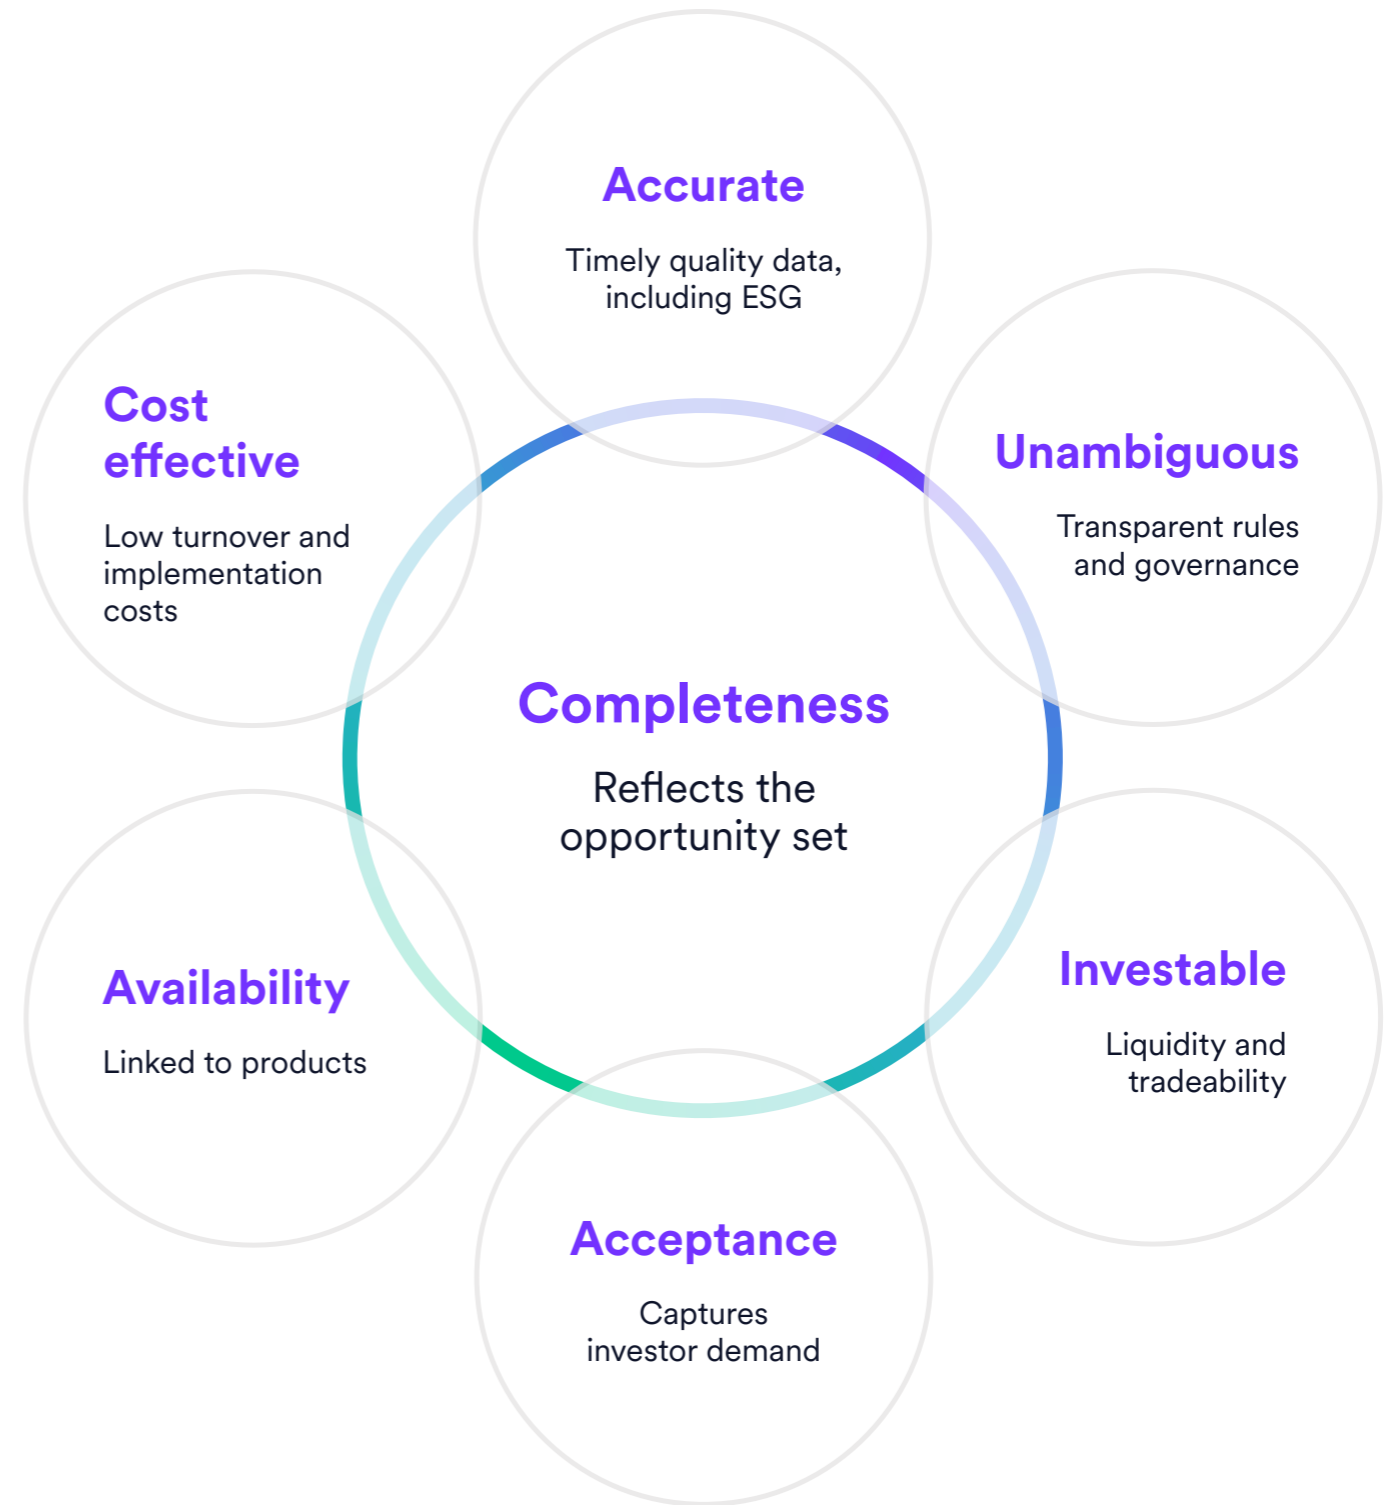 Accurate
Timely quality data,
including ESG
Cost
effective
Low turnover and
implementation
costs
Unambiguous
Transparent rules
and governance
Completeness
Reflects the
opportunity set
Availability
Linked to products
Investable
Liquidity and
tradeability
Acceptance
Captures
investor demand